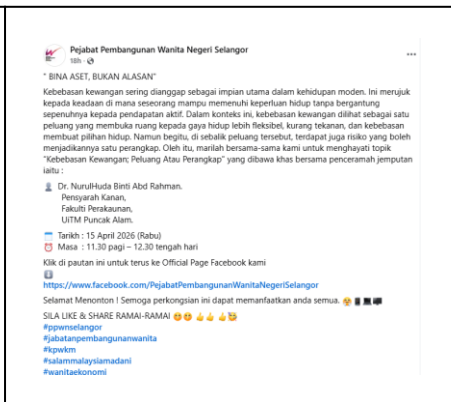 Pejabat Pembangunan Wanita Negeri Selangor
18h
" BINA ASET, BUKAN ALASAN"
Kebebasan kewangan sering dianggap sebagai impian utama dalam kehidupan moden. Ini merujuk
kepada keadaan di mana seseorang mampu memenuhi keperluan hidup tanpa bergantung
sepenuhnya kepada pendapatan aktif. Dalam konteks ini, kebebasan kewangan dilihat sebagai satu
peluang yang membuka ruang kepada gaya hidup lebih fleksibel, kurang tekanan, dan kebebasan
membuat pilihan hidup. Namun begitu, di sebalik peluang tersebut, terdapat juga risiko yang boleh
menjadikannya satu perangkap. Oleh itu, marilah bersama-sama kami untuk menghayati topik
"Kebebasan Kewangan; Peluang Atau Perangkap" yang dibawa khas bersama penceramah jemputan
iaitu :
👤 Dr. NurulHuda Binti Abd Rahman.
Pensyarah Kanan,
Fakulti Perakaunan,
UiTM Puncak Alam.
🗓️ Tarikh : 15 April 2026 (Rabu)
⏰ Masa : 11.30 pagi – 12.30 tengah hari
Klik di pautan ini untuk terus ke Official Page Facebook kami
⬇️
https://www.facebook.com/PejabatPembangunanWanitaNegeriSelangor
Selamat Menonton ! Semoga perkongsian ini dapat memanfaatkan anda semua.
SILA LIKE & SHARE RAMAI-RAMAI
#ppwnselangor
#jabatanpembangunanwanita
#kpwkm
#salammalaysiamadani
#wanitaekonomi